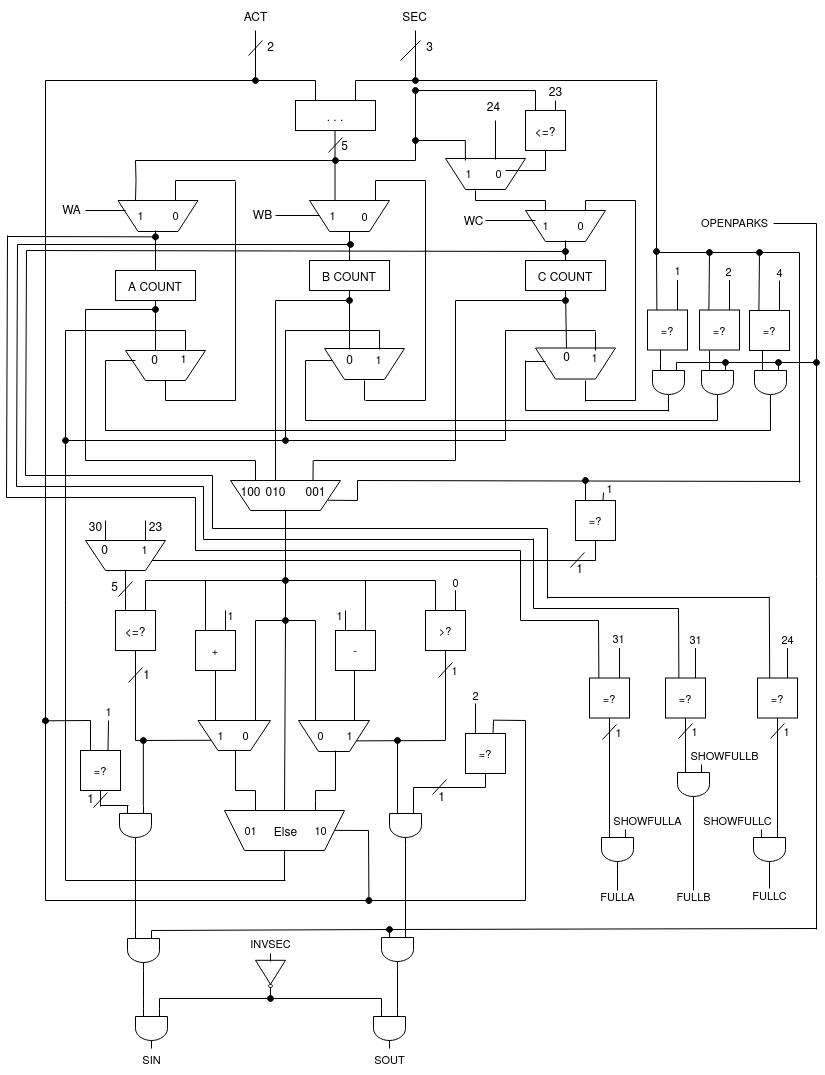 ACT SEC
2 3
23
24
. . .
<=?
5
1 0
WA 1 0 WB 1 0 WC 1 0
OPENPARKS
A COUNT B COUNT C COUNT
1 2 4
=? =? =?
0 1 0 1 0 1
100 010 001
1
30 23
=?
0 1
1
5
1 1 0
<=? + - >?
31 31 24
1 1
=? =? =?
2
1
1 0 0 1
1 1 1
=?
=?
SHOWFULLB
1 1
SHOWFULLA SHOWFULLC
01 Else 10
FULLA FULLB FULLC
INVSEC
SIN SOUT